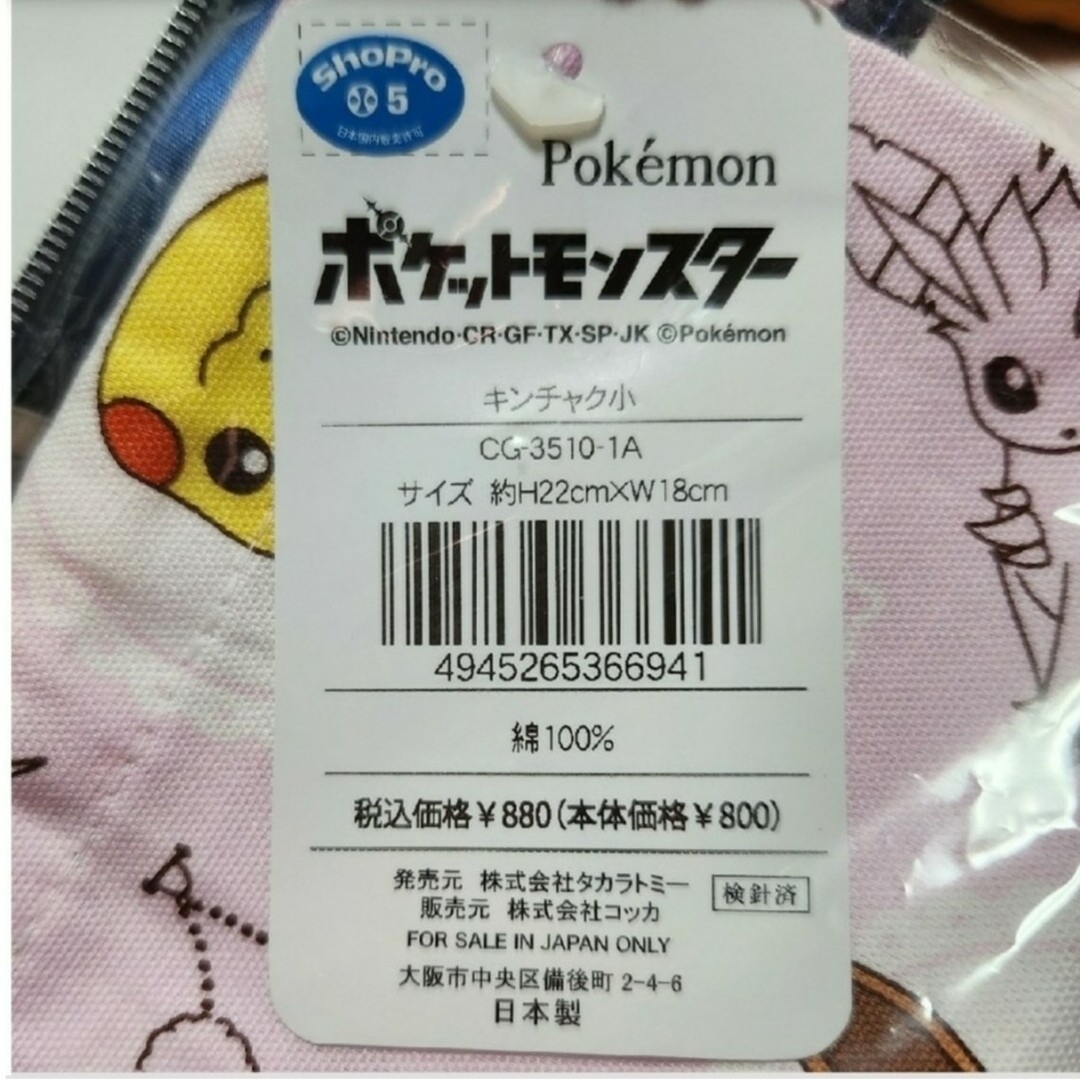 ShoPro
5
日本国内販売許可
Pokémon
ポケットモンスター
©Nintendo·CR·GF·TX·SP·JK ©Pokémon
キンチャク小
CG-3510-1A
サイズ 約H22cm×W18cm
4945265366941
綿100%
税込価格¥880(本体価格¥800)
発売元 株式会社タカラトミー
検針済
販売元 株式会社コッカ
FOR SALE IN JAPAN ONLY
大阪市中央区備後町 2-4-6
日本製